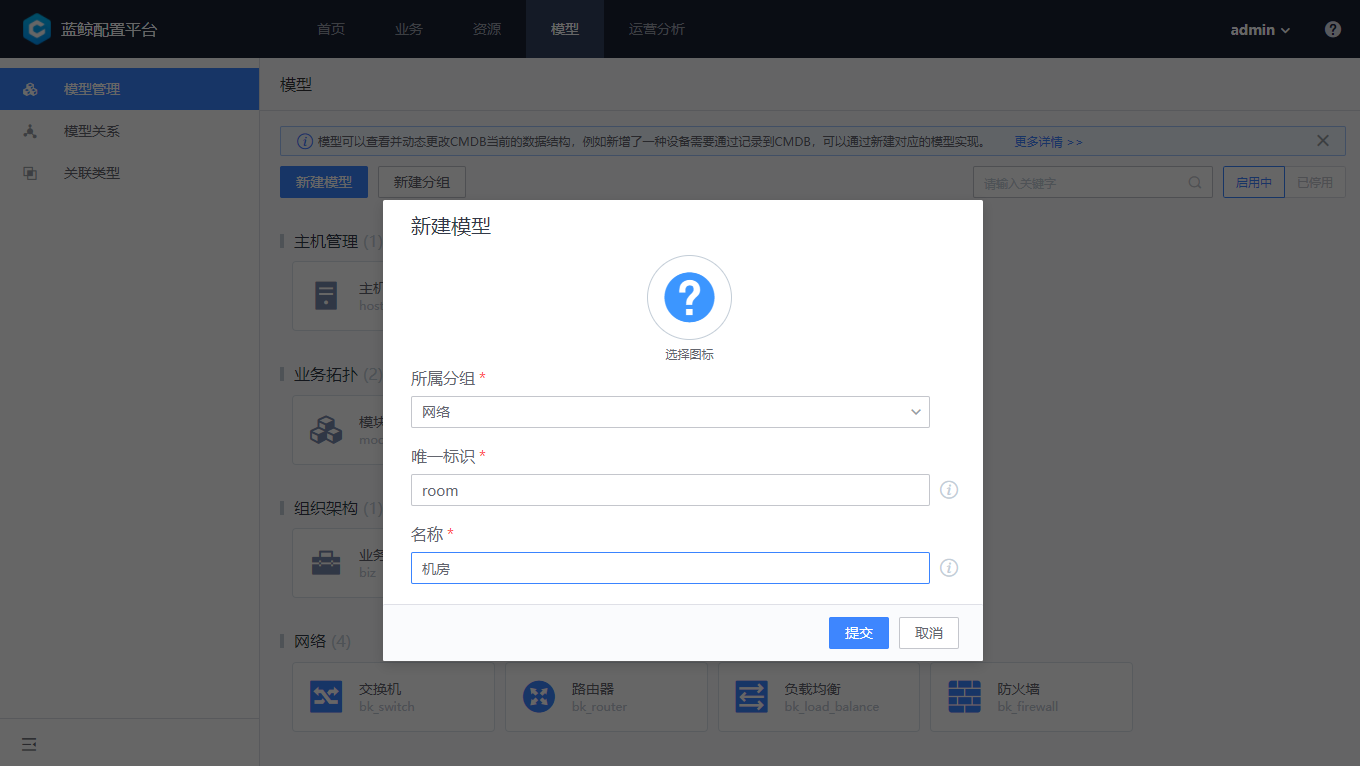 蓝鲸配置平台
首页 业务 资源 模型 运营分析
admin
模型管理
模型关系
关联类型
模型
模型可以查看并动态更改CMDB当前的数据结构，例如新增了一种设备需要通过记录到CMDB，可以通过新建对应的模型实现。 更多详情 >>
新建模型 新建分组 请输入关键字 启用中 已停用
主机管理 (1)
host
业务拓扑 (2)
模块
组织架构 (1)
业务
biz
新建模型
选择图标
所属分组 *
网络
唯一标识 *
room
名称 *
机房
提交 取消
网络 (4)
交换机
bk_switch
路由器
bk_router
负载均衡
bk_load_balance
防火墙
bk_firewall